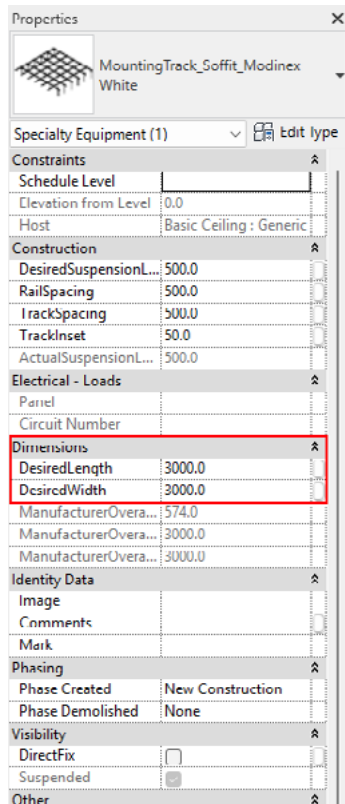 Properties
MountingTrack_Soffit_Modinex
White
Specialty Equipment (1) Edit Type
Constraints
Schedule Level
Elevation from Level 0.0
Host Basic Ceiling : Generic
Construction
DesiredSuspensionL... 500.0
RailSpacing 500.0
TrackSpacing 500.0
TrackInset 50.0
ActualSuspensionL... 500.0
Electrical - Loads
Panel
Circuit Number
Dimensions
DesiredLength 3000.0
DesiredWidth 3000.0
ManufacturerOvera... 574.0
ManufacturerOvera... 3000.0
ManufacturerOvera... 3000.0
Identity Data
Image
Comments
Mark
Phasing
Phase Created New Construction
Phase Demolished None
Visibility
DirectFix
Suspended
Other